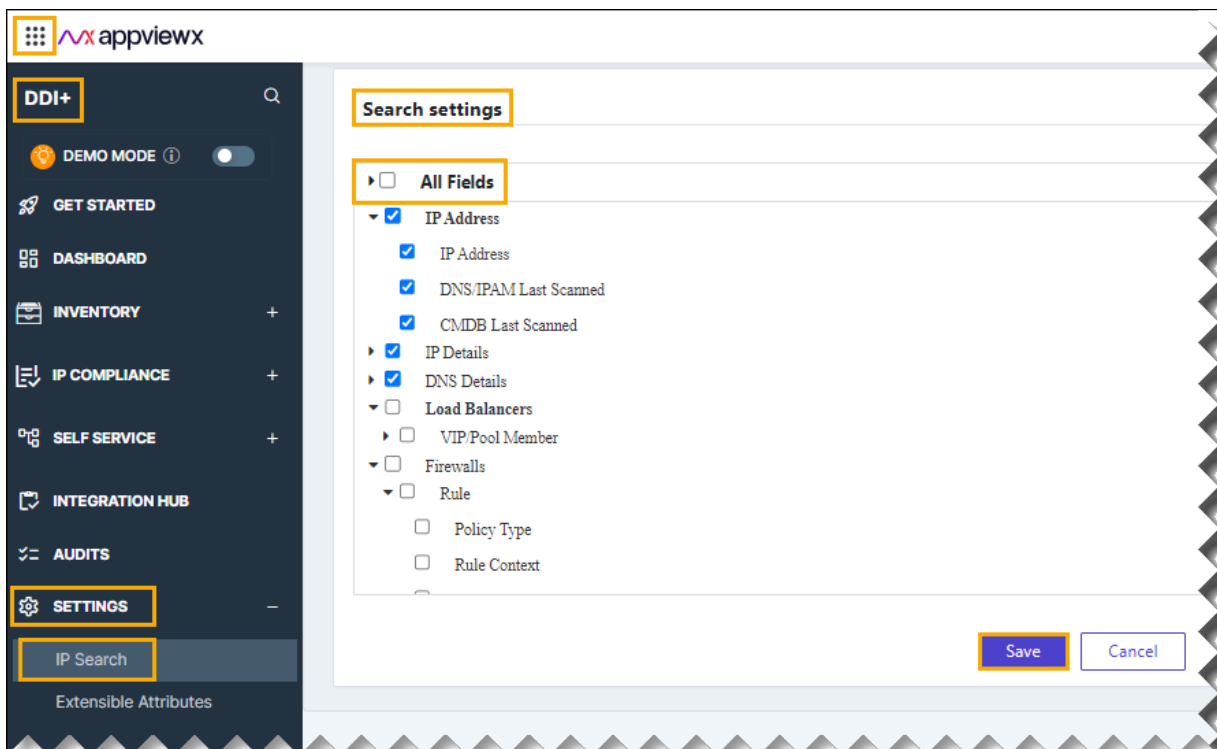 appviewx
DDI+
DEMO MODE
GET STARTED
DASHBOARD
INVENTORY +
IP COMPLIANCE +
SELF SERVICE +
INTEGRATION HUB
AUDITS
SETTINGS −
IP Search
Extensible Attributes
Search settings
All Fields
IP Address
IP Address
DNS/IPAM Last Scanned
CMDB Last Scanned
IP Details
DNS Details
Load Balancers
VIP/Pool Member
Firewalls
Rule
Policy Type
Rule Context
Save Cancel